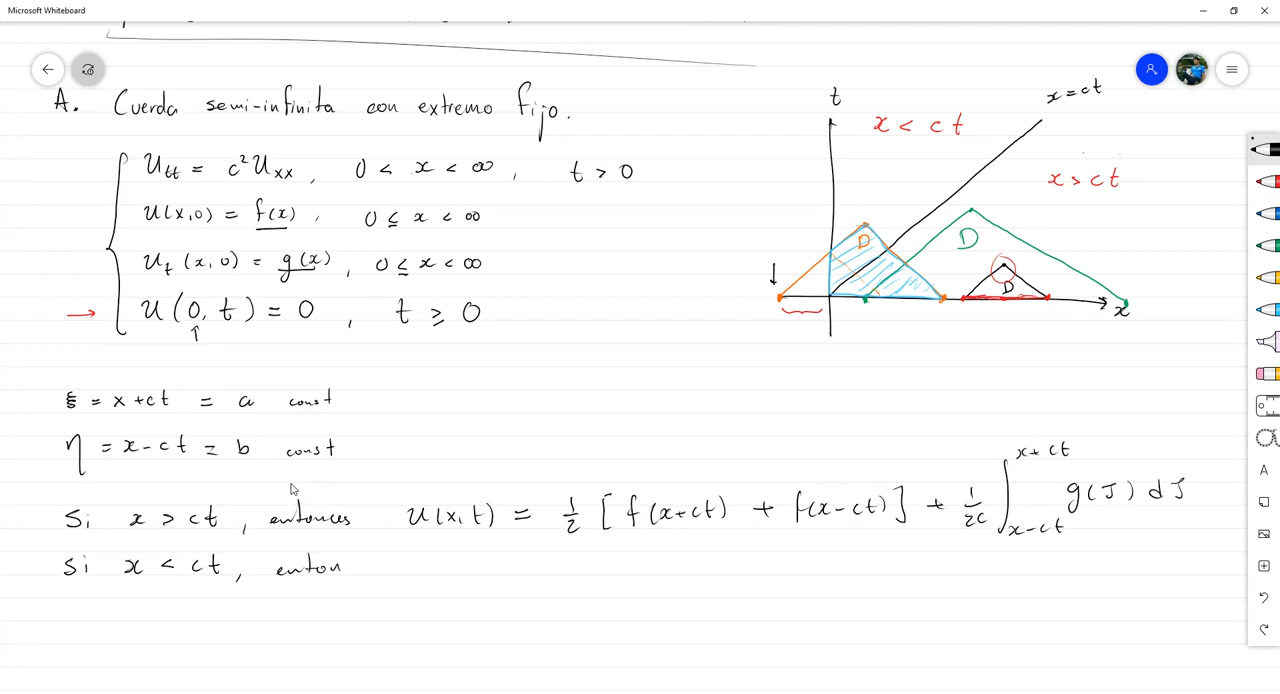 Microsoft Whiteboard
A. Cuerda semi-infinita con extremo fijo.
U_tt = c² U_xx , 0 < x < ∞ , t > 0
U(x,0) = f(x) , 0 ≤ x < ∞
U_t (x,0) = g(x) , 0 ≤ x < ∞
→ U(0,t) = 0 , t ≥ 0
↑
t
x = ct
x < ct
x > ct
D
D
D
x
ξ = x + ct = a const
η = x - ct = b const
Si x > ct , entonces U(x,t) = 1/2 [ f(x+ct) + f(x-ct) ] + 1/2c ∫_{x-ct}^{x+ct} g(J) dJ
Si x < ct , enton
A